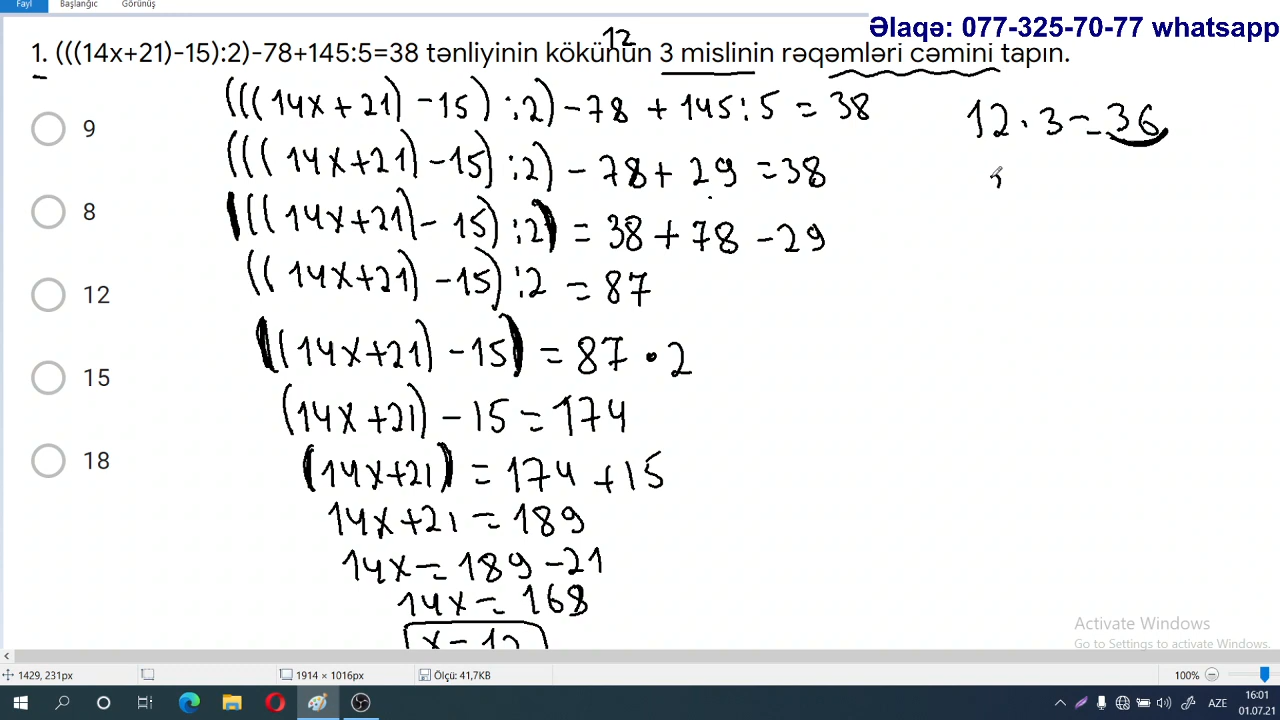 Fayl Başlanğıc Görünüş
Əlaqə: 077-325-70-77 whatsapp
12
1. (((14x+21)-15):2)-78+145:5=38 tənliyinin kökünün 3 mislinin rəqəmləri cəmini tapın.
9
8
12
15
18
(((14x+21)-15):2)-78+145:5=38
(((14x+21)-15):2)-78+29=38
(((14x+21)-15):2)=38+78-29
((14x+21)-15):2=87
((14x+21)-15)=87•2
(14x+21)-15=174
(14x+21)=174+15
14x+21=189
14x=189-21
14x=168
x=12
12·3=36
Activate Windows
Go to Settings to activate Windows.
1429, 231px
1914 × 1016px
Ölçü: 41,7KB
100%
AZE
16:01
01.07.21